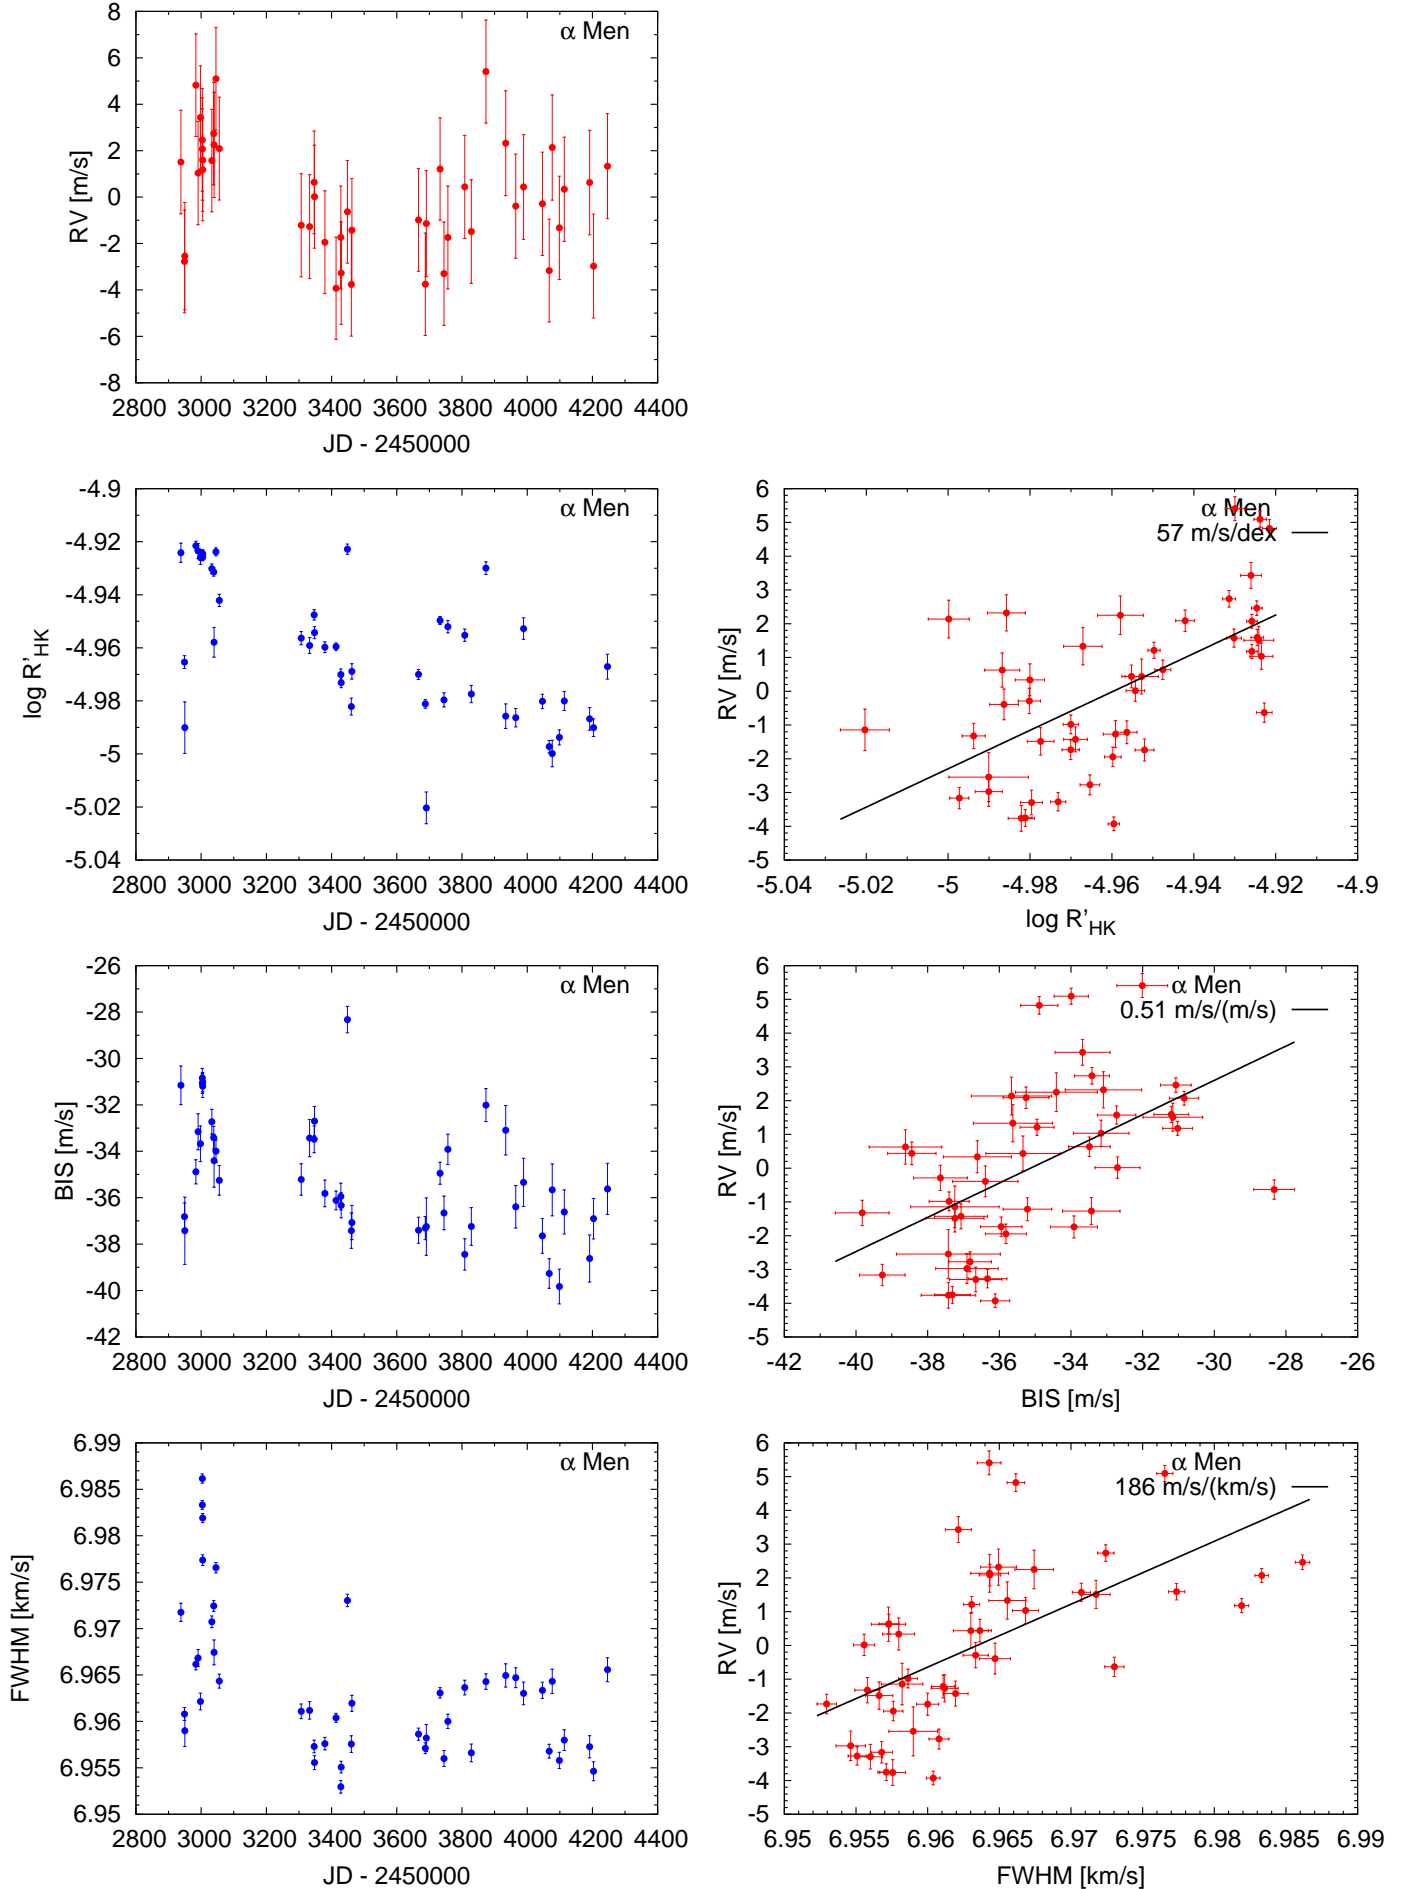 8
6
4
2
0
-2
-4
-6
-8
RV [m/s]
α Men
2800 3000 3200 3400 3600 3800 4000 4200 4400
JD - 2450000
-4.9
-4.92
-4.94
-4.96
-4.98
-5
-5.02
-5.04
log R'HK
α Men
2800 3000 3200 3400 3600 3800 4000 4200 4400
JD - 2450000
6
5
4
3
2
1
0
-1
-2
-3
-4
-5
RV [m/s]
α Men
57 m/s/dex
-5.04 -5.02 -5 -4.98 -4.96 -4.94 -4.92 -4.9
log R'HK
-26
-28
-30
-32
-34
-36
-38
-40
-42
BIS [m/s]
α Men
2800 3000 3200 3400 3600 3800 4000 4200 4400
JD - 2450000
6
5
4
3
2
1
0
-1
-2
-3
-4
-5
RV [m/s]
α Men
0.51 m/s/(m/s)
-42 -40 -38 -36 -34 -32 -30 -28 -26
BIS [m/s]
6.99
6.985
6.98
6.975
6.97
6.965
6.96
6.955
6.95
FWHM [km/s]
α Men
2800 3000 3200 3400 3600 3800 4000 4200 4400
JD - 2450000
6
5
4
3
2
1
0
-1
-2
-3
-4
-5
RV [m/s]
α Men
186 m/s/(km/s)
6.95 6.955 6.96 6.965 6.97 6.975 6.98 6.985 6.99
FWHM [km/s]